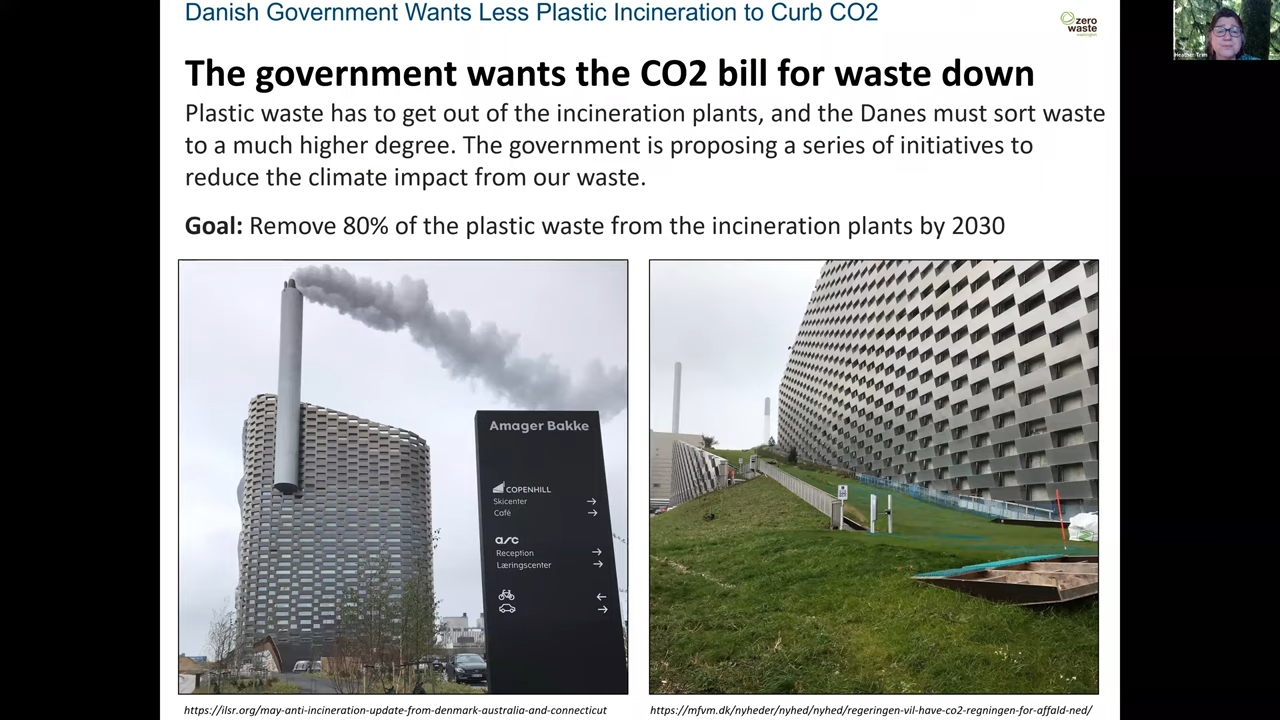 Danish Government Wants Less Plastic Incineration to Curb CO2
zero
waste
washington
Heather Trim
The government wants the CO2 bill for waste down
Plastic waste has to get out of the incineration plants, and the Danes must sort waste
to a much higher degree. The government is proposing a series of initiatives to
reduce the climate impact from our waste.
Goal: Remove 80% of the plastic waste from the incineration plants by 2030
Amager Bakke
COPENHILL
Skicenter →
Café →
arc
Reception →
Læringscenter →
←
→
https://ilsr.org/may-anti-incineration-update-from-denmark-australia-and-connecticut
https://mfvm.dk/nyheder/nyhed/nyhed/regeringen-vil-have-co2-regningen-for-affald-ned/